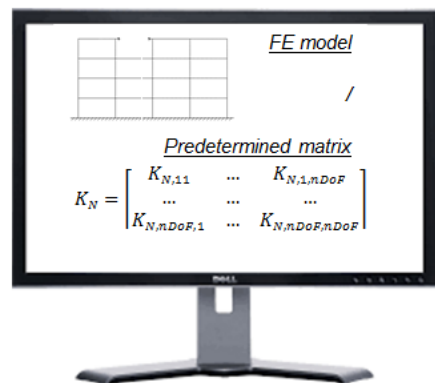 FE model
/
Predetermined matrix
K_N = [ K_{N,11} ... K_{N,1,nDoF}
... ... ...
K_{N,nDoF,1} ... K_{N,nDoF,nDoF} ]
DELL